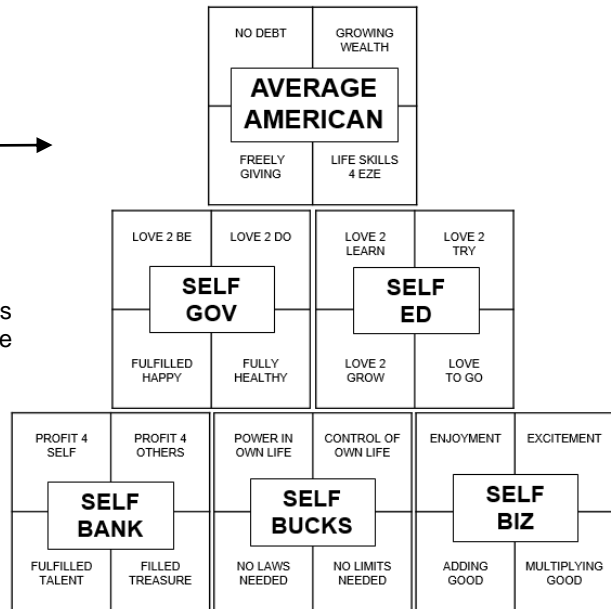 NO DEBT
GROWING
WEALTH
AVERAGE
AMERICAN
FREELY
GIVING
LIFE SKILLS
4 EZE
LOVE 2 BE
LOVE 2 DO
LOVE 2
LEARN
LOVE 2
TRY
SELF
GOV
SELF
ED
s
e
FULFILLED
HAPPY
FULLY
HEALTHY
LOVE 2
GROW
LOVE
TO GO
PROFIT 4
SELF
PROFIT 4
OTHERS
POWER IN
OWN LIFE
CONTROL OF
OWN LIFE
ENJOYMENT
EXCITEMENT
SELF
BANK
SELF
BUCKS
SELF
BIZ
FULFILLED
TALENT
FILLED
TREASURE
NO LAWS
NEEDED
NO LIMITS
NEEDED
ADDING
GOOD
MULTIPLYING
GOOD